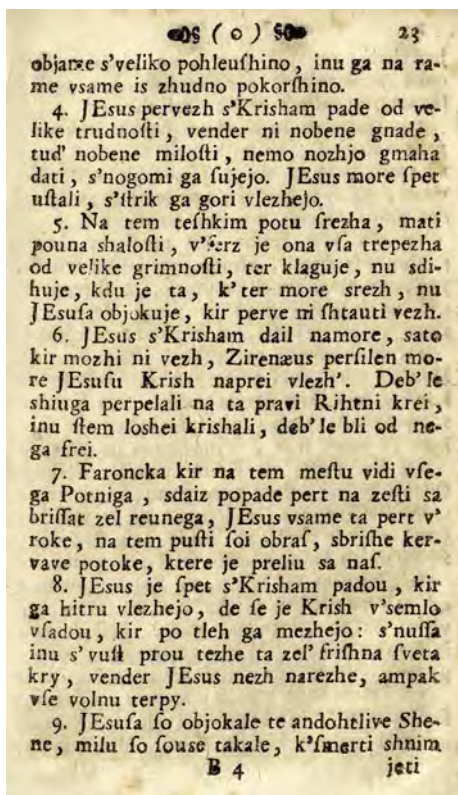 ( o ) 23
objame s'veliko pohleuſhino, inu ga na ra-
me vsame is zhudno pokorſhino.
4. JEsus pervezh s'Krisham pade od ve-
like trudnoſti, vender ni nobene gnade,
tud' nobene miloſti, nemo nozhjo gmaha
dati, s'nogomi ga ſujejo. JEsus more ſpet
uſtali, s'ſtrik ga gori vlezhejo.
5. Na tem teſhkim potu ſrezha, mati
pouna shaloſti, v'ſerz je ona vſa trepezha
od velike grimnoſti, ter klaguje, nu sdi-
huje, kdu je ta, k'ter more srezh, nu
JEsuſa objokuje, kir perve ni ſhtauti vezh.
6. JEsus s'Krisham dail namore, sato
kir mozhi ni vezh, Zirenæus perſilen mo-
re JEsuſu Krish naprei vlezh'. Deb' ſe
shiuga perpelali na ta pravi Rihtni krei,
inu ſtem loshei krishali, deb' ſe bli od ne-
ga frei.
7. Faroncka kir na tem meſtu vidi vſe-
ga Potniga, sdaiz popade pert na zeſti sa
briſſat zel reunega, JEsus vsame ta pert v'
roke, na tem puſti ſoi obraſ, sbriſhe ker-
vave potoke, ktere je preliu sa naſ.
8. JEsus je ſpet s'Krisham padou, kir
ga hitru vlezhejo, de ſe je Krish v'semlo
vſadou, kir po tleh ga mezhejo: s'nuſſa
inu s'vuſt prou tezhe ta zel' friſhna ſveta
kry, vender JEsus nezh narezhe, ampak
vſe volnu terpy.
9. JEsuſa ſo objokale te andohtlive She-
ne, milu ſo ſouse takale, k'ſmerti shnim
B 4 jeti